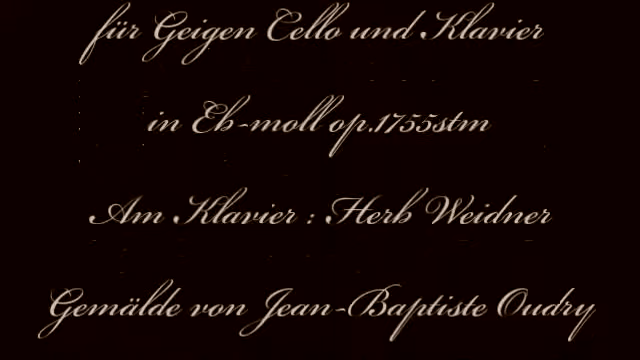 für Geigen Cello und Klavier
in Eb-moll op.1755stm
Am Klavier : Herb Weidner
Gemälde von Jean-Baptiste Oudry